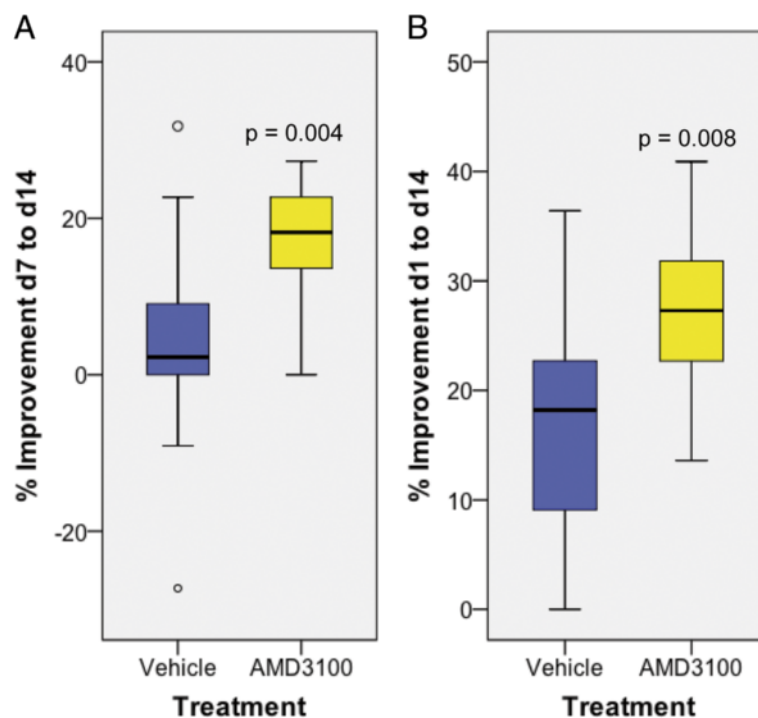 A
% Improvement d7 to d14
40
20
0
-20
p = 0.004
Vehicle
AMD3100
Treatment
B
% Improvement d1 to d14
50
40
30
20
10
0
p = 0.008
Vehicle
AMD3100
Treatment